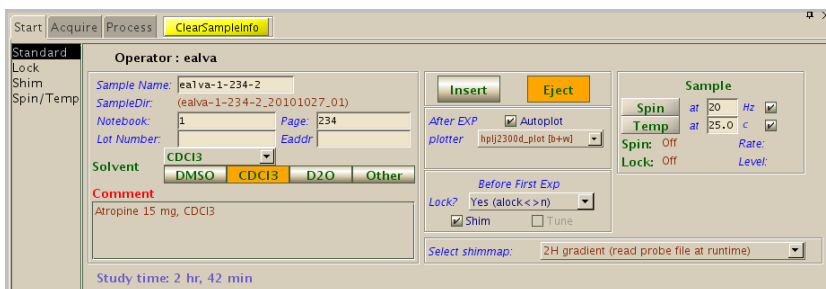 Start Acquire Process ClearSampleInfo
Standard
Lock
Shim
Spin/Temp
Operator : ealva
Sample Name: ealva-1-234-2
SampleDir: (ealva-1-234-2_20101027_01)
Notebook: 1 Page: 234
Lot Number: Eaddr
Solvent CDCl3
DMSO CDCl3 D2O Other
Comment
Atropine 15 mg, CDCl3
Study time: 2 hr, 42 min
Insert Eject
After EXP Autoplot
plotter hplj2300d_plot [b+w]
Before First Exp
Lock? Yes (alock<>n)
Shim Tune
Select shimmap: 2H gradient (read probe file at runtime)
Sample
Spin at 20 Hz
Temp at 25.0 c
Spin: Off Rate:
Lock: Off Level: